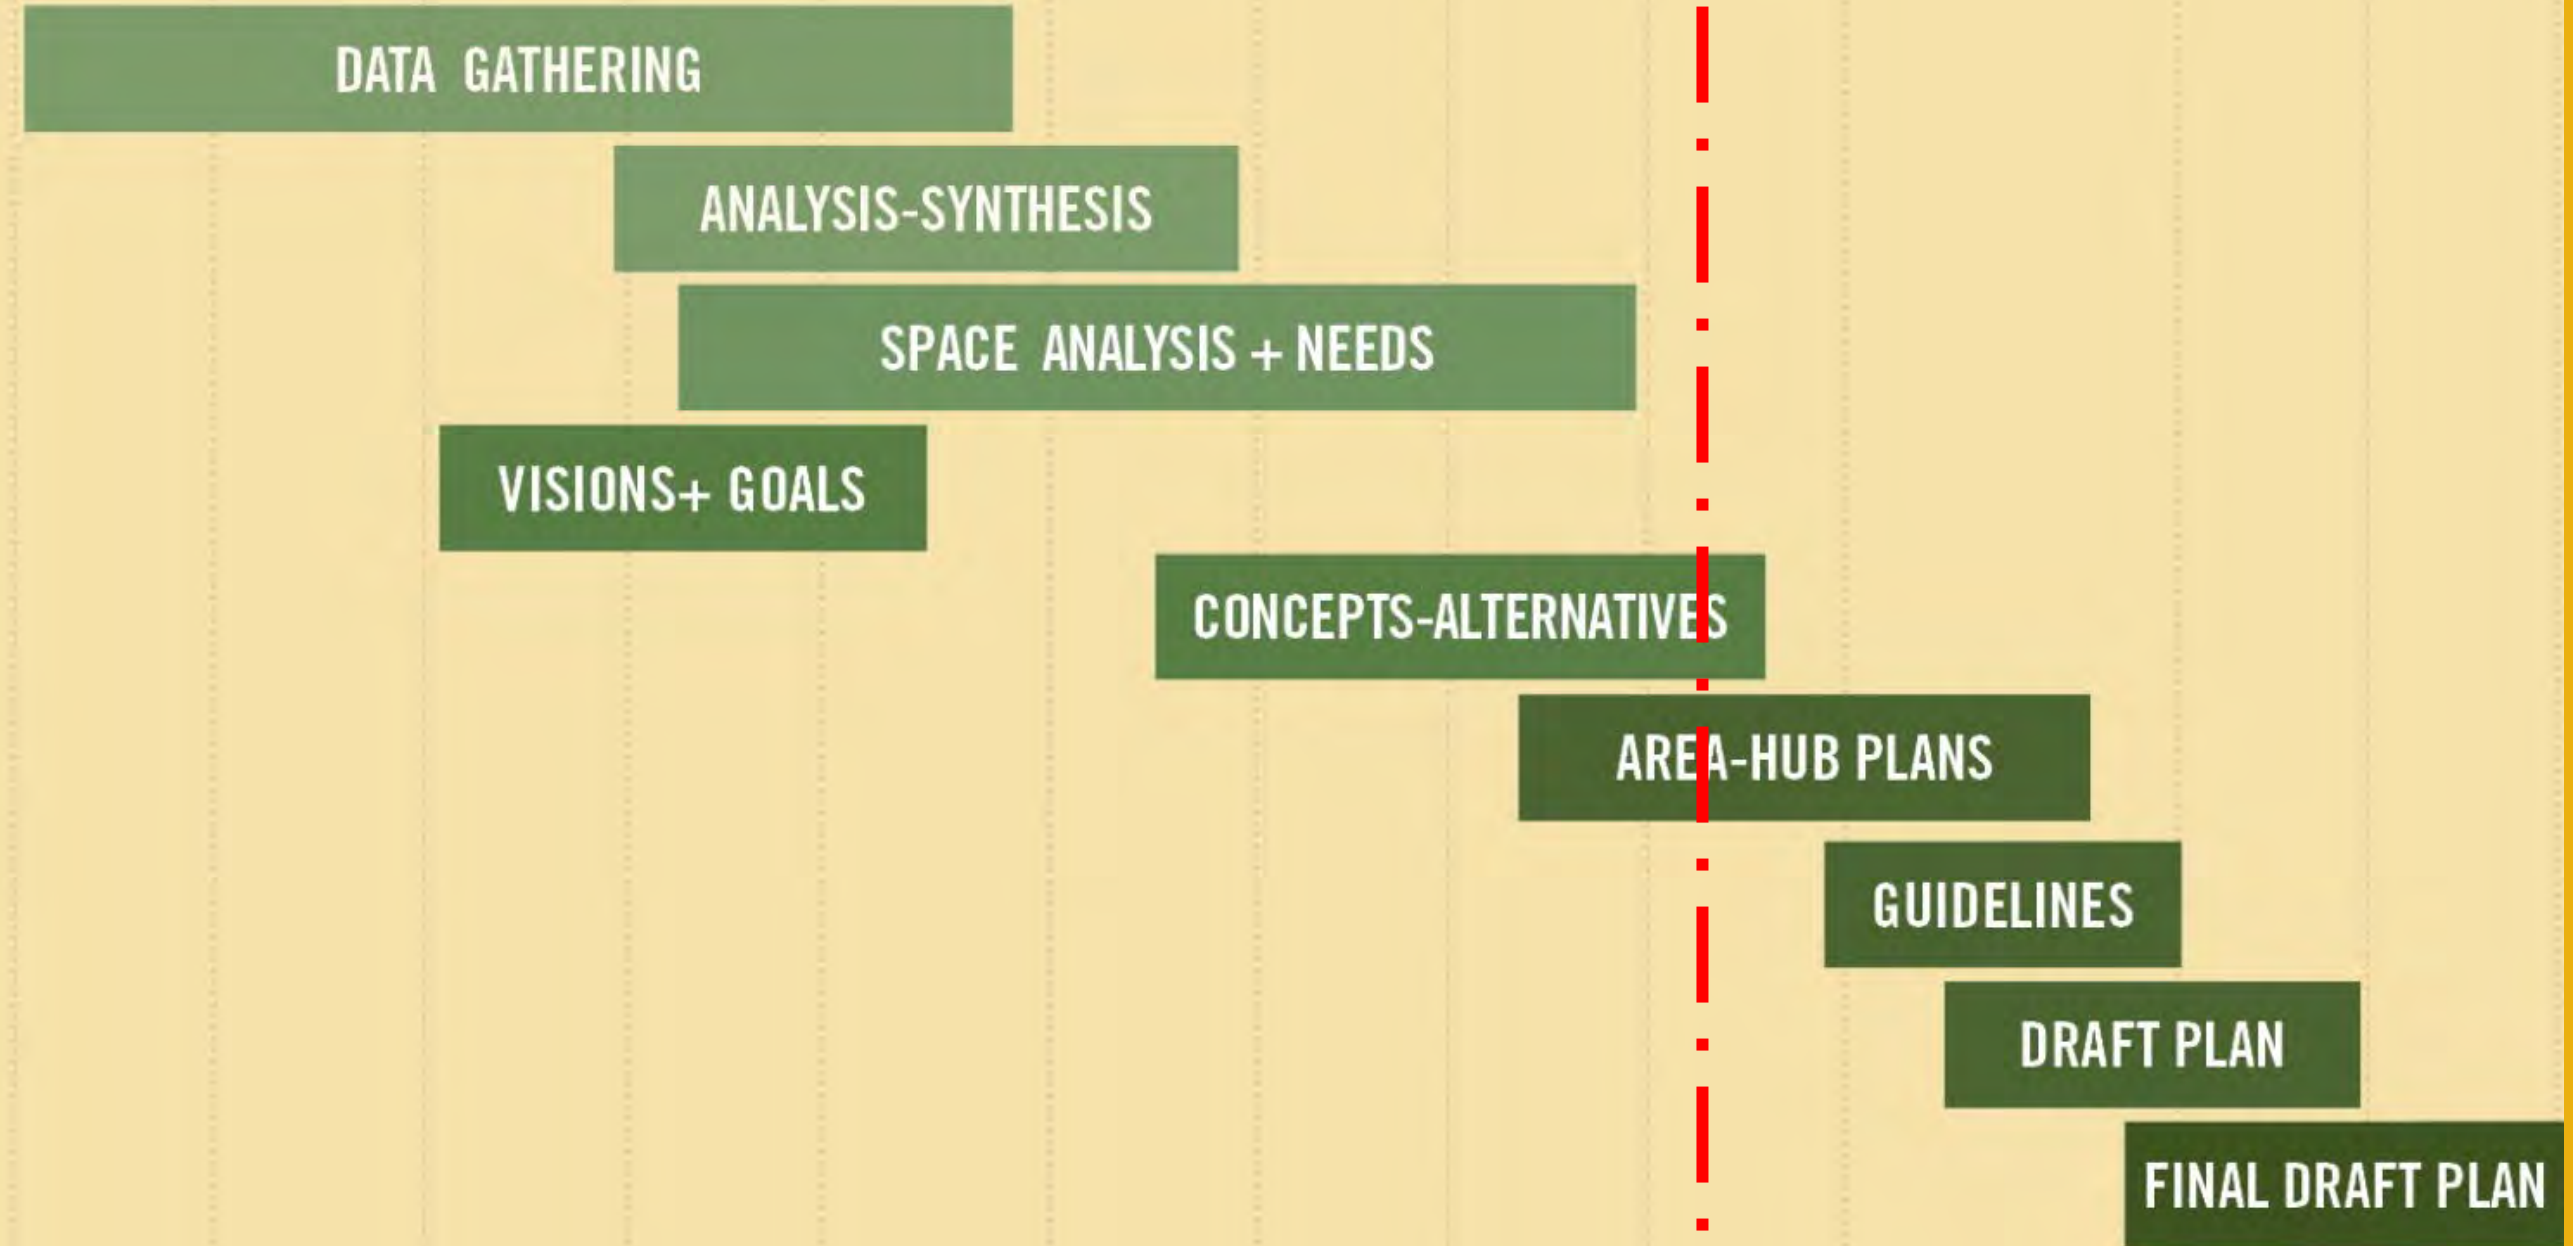 DATA GATHERING
ANALYSIS-SYNTHESIS
SPACE ANALYSIS + NEEDS
VISIONS+ GOALS
CONCEPTS-ALTERNATIVES
AREA-HUB PLANS
GUIDELINES
DRAFT PLAN
FINAL DRAFT PLAN